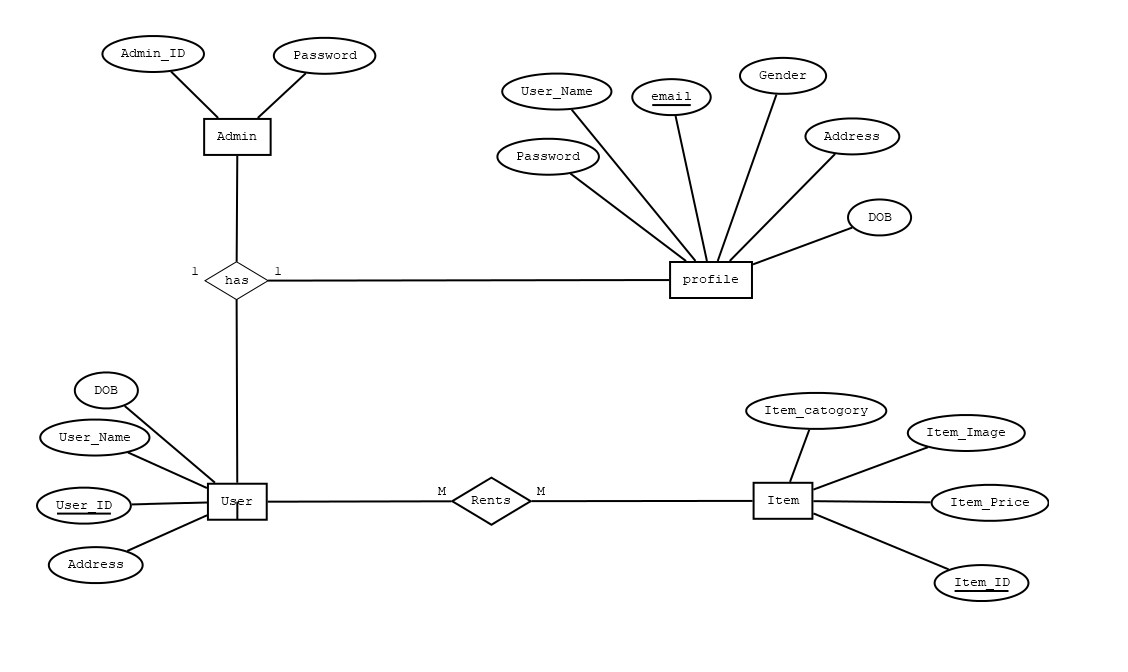 Admin_ID
Password
Admin
User_Name
email
Gender
Password
Address
DOB
profile
1
has
1
DOB
User_Name
User_ID
Address
User
M
Rents
M
Item_catogory
Item_Image
Item
Item_Price
Item_ID